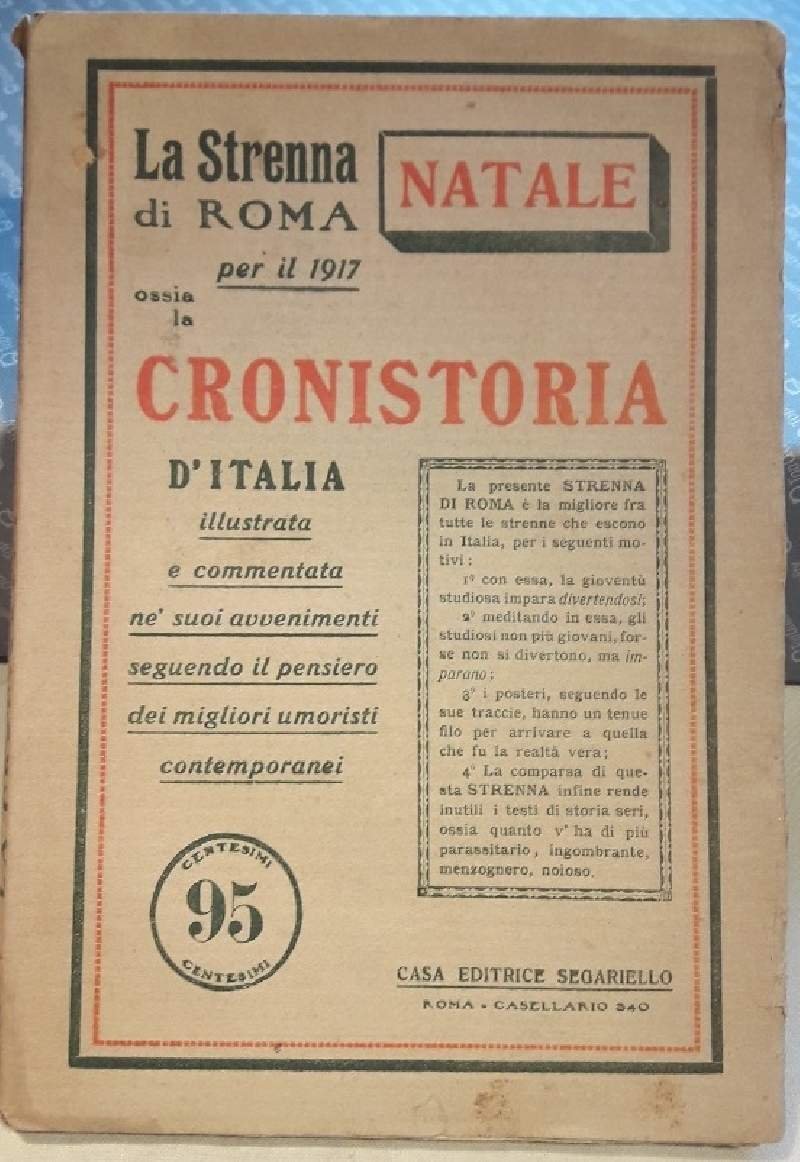 La Strenna
di ROMA
per il 1917
NATALE
ossia
la
CRONISTORIA
D'ITALIA
illustrata
e commentata
ne' suoi avvenimenti
seguendo il pensiero
dei migliori umoristi
contemporanei
La presente STRENNA
DI ROMA è la migliore fra
tutte le strenne che escono
in Italia, per i seguenti mo-
tivi:
1º con essa, la gioventù
studiosa impara divertendosi;
2º meditando in essa, gli
studiosi non più giovani, for-
se non si divertono, ma im-
parano;
3º i posteri, seguendo le
sue traccie, hanno un tenue
filo per arrivare a quella
che fu la realtà vera;
4º La comparsa di que-
sta STRENNA infine rende
inutili i testi di storia seri,
ossia quanto v'ha di più
parassitario, ingombrante,
menzognero, noioso.
CENTESIMI
95
CENTESIMI
CASA EDITRICE SEGARIELLO
ROMA - CASELLARIO 340